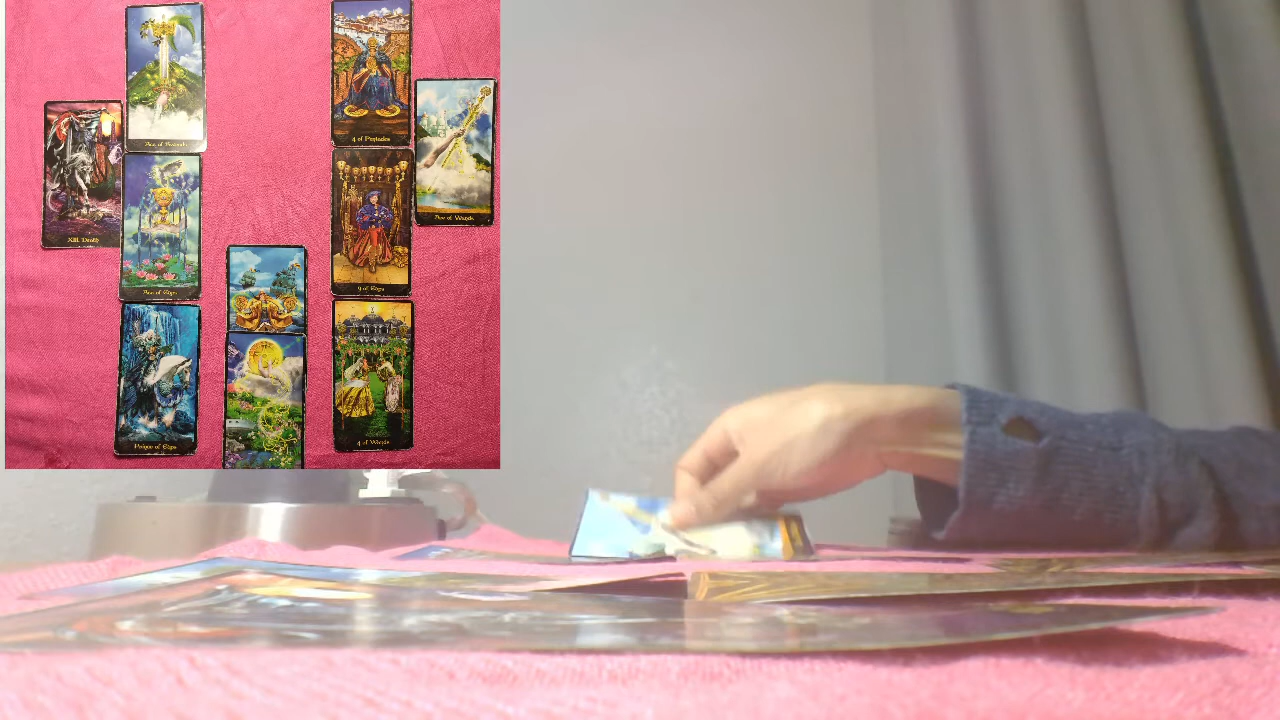 Ace of Swords
4 of Pentacles
XIII. Death
Ace of Wands
Ace of Cups
9 of Cups
Prince of Cups
4 of Wands